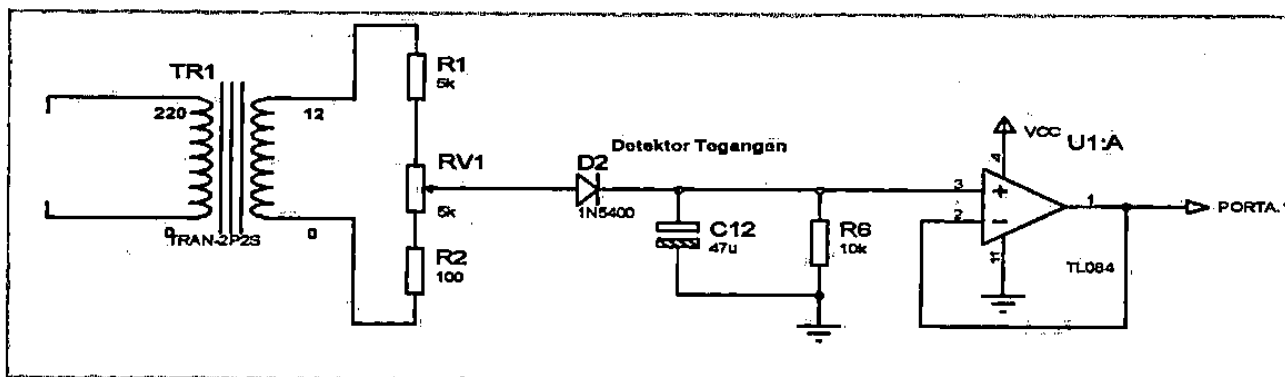 TR1
220
12
0
TRAN-2P2S
0
R1
5k
RV1
5k
R2
100
Detektor Tegangan
D2
1N5400
C12
47u
R6
10k
VCC
U1:A
4
3
2
1
11
TL084
PORTA.1